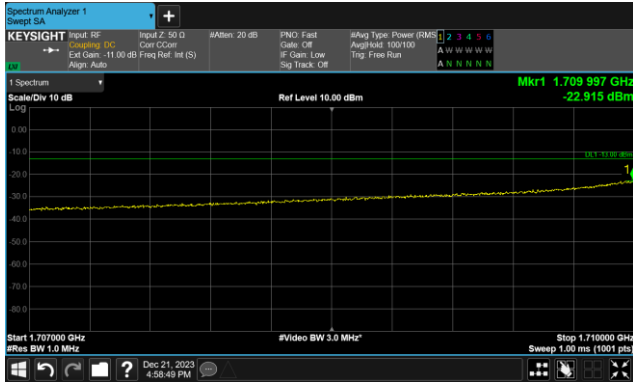 Spectrum Analyzer 1
Swept SA
+
KEYSIGHT Input: RF Input Z: 50 Ω #Atten: 20 dB PNO: Fast #Avg Type: Power (RMS 1 2 3 4 5 6
Coupling: DC Corr CCorr Gate: Off Avg|Hold: 100/100 A W W W W W
Ext Gain: -11.00 dB Freq Ref: Int (S) IF Gain: Low Trig: Free Run
Align: Auto Sig Track: Off A N N N N N
1 Spectrum Mkr1 1.709 997 GHz
Scale/Div 10 dB Ref Level 10.00 dBm -22.915 dBm
Log
0.00
-10.0
DL1 -13.00 dBm
-20.0
1
-30.0
-40.0
-50.0
-60.0
-70.0
-80.0
Start 1.707000 GHz #Video BW 3.0 MHz* Stop 1.710000 GHz
#Res BW 1.0 MHz Sweep 1.00 ms (1001 pts)
? Dec 21, 2023
4:58:49 PM